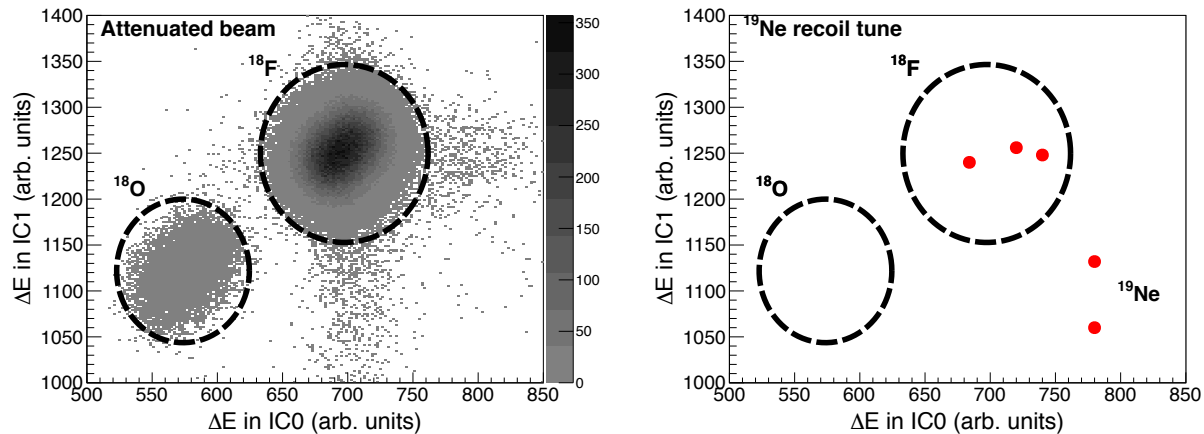 Attenuated beam
¹⁸F
¹⁸O
1400
1350
1300
1250
1200
1150
1100
1050
1000
500 550 600 650 700 750 800 850
350
300
250
200
150
100
50
0
ΔE in IC1 (arb. units)
ΔE in IC0 (arb. units)
¹⁹Ne recoil tune
¹⁸F
¹⁸O
¹⁹Ne
1400
1350
1300
1250
1200
1150
1100
1050
1000
500 550 600 650 700 750 800 850
ΔE in IC1 (arb. units)
ΔE in IC0 (arb. units)